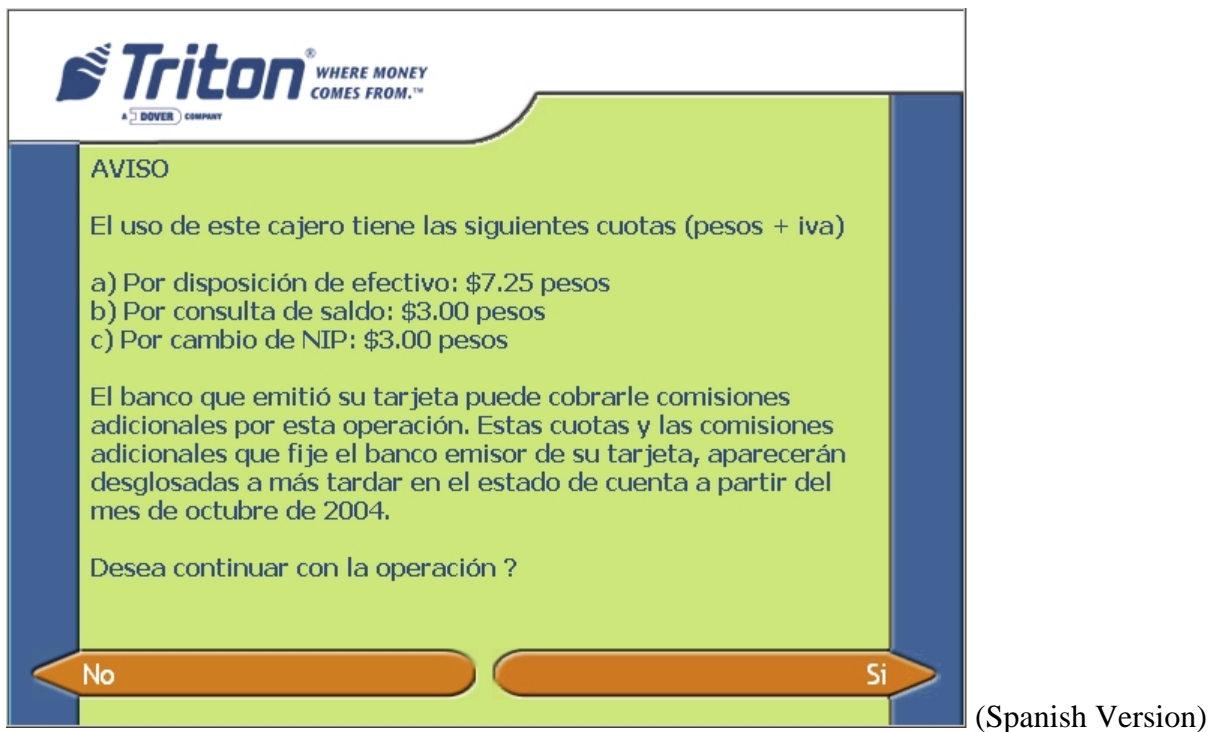 Triton® WHERE MONEY
COMES FROM.™
A DOVER COMPANY
AVISO
El uso de este cajero tiene las siguientes cuotas (pesos + iva)
a) Por disposición de efectivo: $7.25 pesos
b) Por consulta de saldo: $3.00 pesos
c) Por cambio de NIP: $3.00 pesos
El banco que emitió su tarjeta puede cobrarle comisiones
adicionales por esta operación. Estas cuotas y las comisiones
adicionales que fije el banco emisor de su tarjeta, aparecerán
desglosadas a más tardar en el estado de cuenta a partir del
mes de octubre de 2004.
Desea continuar con la operación ?
No
Si
(Spanish Version)